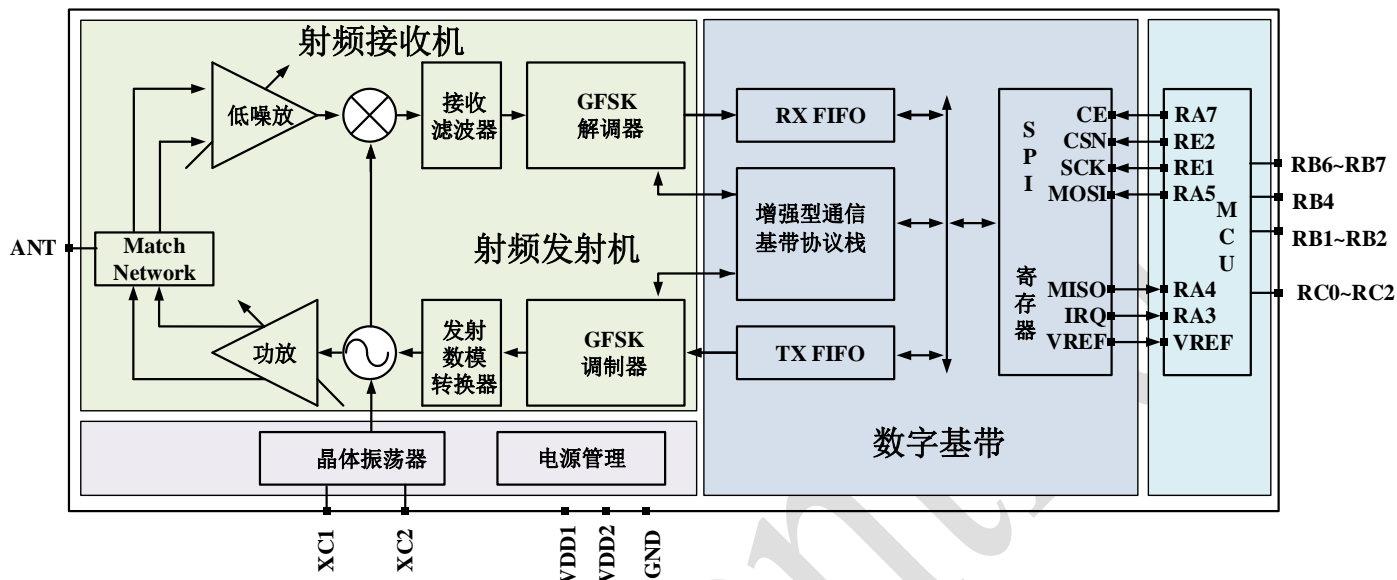 射频接收机
低噪放
接收
滤波器
GFSK
解调器
RX FIFO
增强型通信
基带协议栈
TX FIFO
ANT
Match
Network
射频发射机
功放
发射
数模
转换器
GFSK
调制器
晶体振荡器
电源管理
数字基带
S
P
I
寄
存
器
CE
CSN
SCK
MOSI
MISO
IRQ
VREF
RA7
RE2
RE1
RA5
RA4
RA3
VREF
M
C
U
RB6~RB7
RB4
RB1~RB2
RC0~RC2
XC1
XC2
VDD1
VDD2
GND